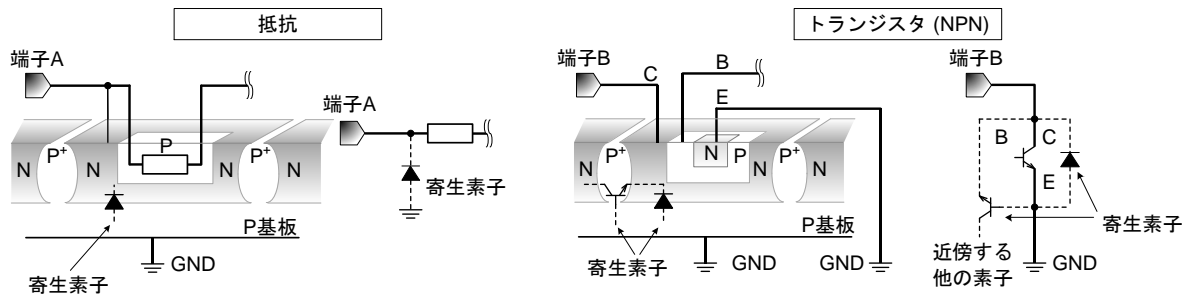 抵抗
トランジスタ (NPN)
端子A
P
N
P+
N
N
P+
N
P基板
寄生素子
GND
端子A
寄生素子
端子B
C
B
E
N
P+
N
N
P
N
P+
N
P基板
寄生素子
GND
GND
端子B
B
C
E
寄生素子
近傍する
他の素子
GND